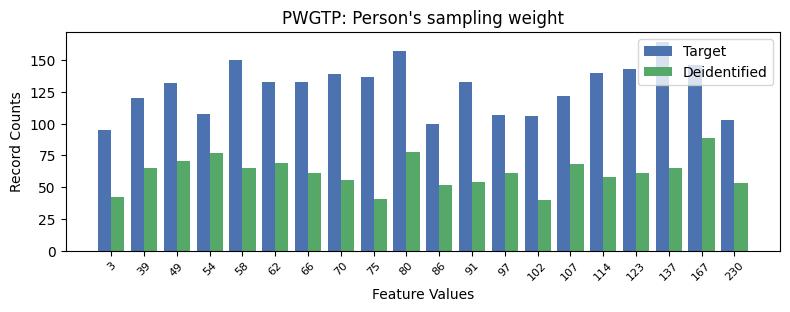 PWGTP: Person's sampling weight
Record Counts
150
125
100
75
50
25
0
Target
Deidentified
3 39 49 54 58 62 66 70 75 80 86 91 97 102 107 114 123 137 167 230
Feature Values